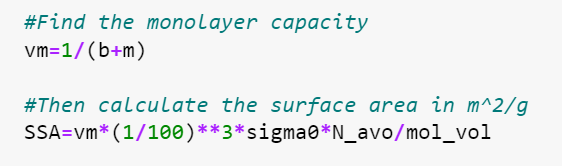 #Find the monolayer capacity
vm=1/(b+m)
#Then calculate the surface area in m^2/g
SSA=vm*(1/100)**3*sigma0*N_avo/mol_vol